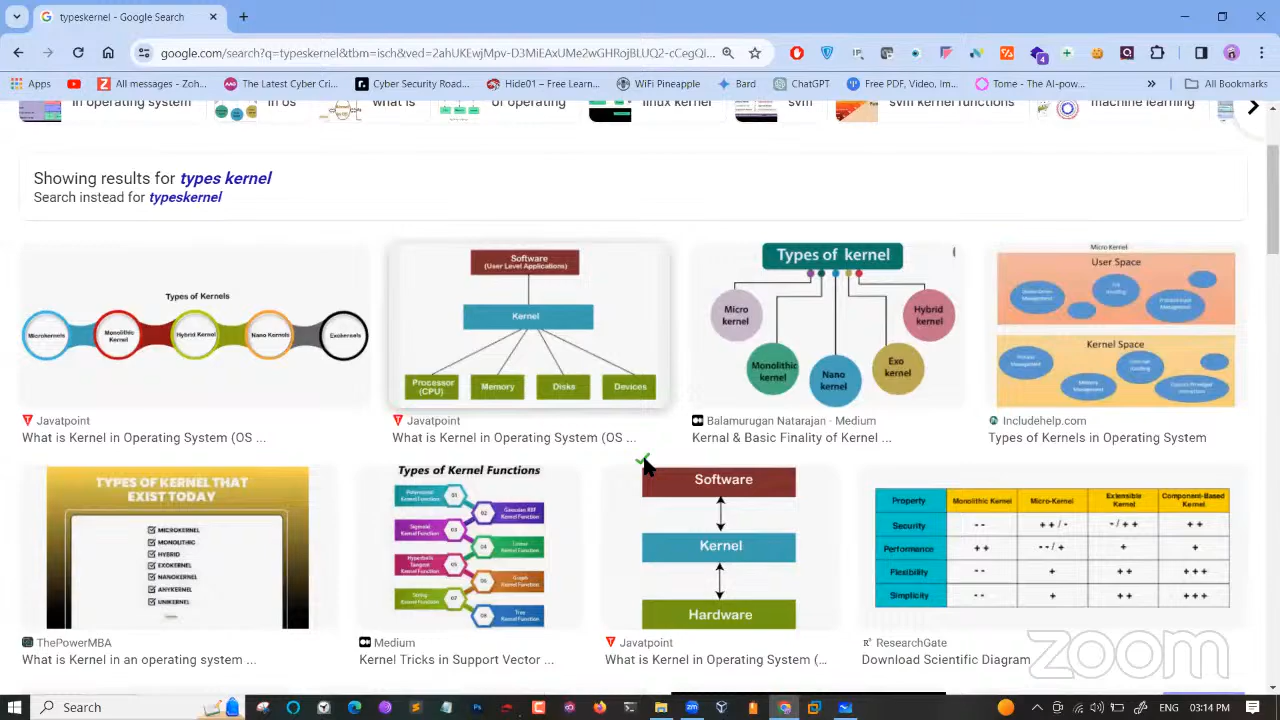 typeskernel - Google Search
google.com/search?q=typeskernel&tbm=isch&ved=2ahUKEwjMpv-D3MiEAxUMe2wGHRojBLUQ2-cCegQI...
Apps
All messages - Zoh...
The Latest Cyber Cri...
Cyber Security Road...
Hide01 - Free Learn...
WiFi Pineapple
Bard
ChatGPT
Free PDF, Video, Im...
Tome - The AI-pow...
All Bookmarks
in operating system
in os
what is
of operating
linux kernel
svm
svm kernel function
machine learnin
Showing results for types kernel
Search instead for typeskernel
Types of Kernels
Microkernels
Monolithic Kernel
Hybrid Kernel
Nano Kernels
Exokernels
Javatpoint
What is Kernel in Operating System (OS ...
Software
(User Level Applications)
Kernel
Processor (CPU)
Memory
Disks
Devices
Javatpoint
What is Kernel in Operating System (OS ...
Types of kernel
Micro kernel
Monolithic kernel
Nano kernel
Exo kernel
Hybrid kernel
Balamurugan Natarajan · Medium
Kernal & Basic Finality of Kernel ...
Micro Kernel
User Space
Kernel Space
Includehelp.com
Types of Kernels in Operating System
TYPES OF KERNEL THAT
EXIST TODAY
MICROKERNEL
MONOLITHIC
HYBRID
EXOKERNEL
NANOKERNEL
ANYKERNEL
UNIKERNEL
ThePowerMBA
What is Kernel in an operating system ...
Types of Kernel Functions
01
02
Medium
Kernel Tricks in Support Vector ...
Software
Kernel
Hardware
Javatpoint
What is Kernel in Operating System (...
Property Monolithic Kernel Micro-Kernel Extensible Kernel Component-Based Kernel
Security -- ++/- -/+ ++
Performance ++ --/+ + +
Flexibility -- + ++ +++
Simplicity -- + + +++
ResearchGate
Download Scientific Diagram
zoom
Search
ENG
03:14 PM